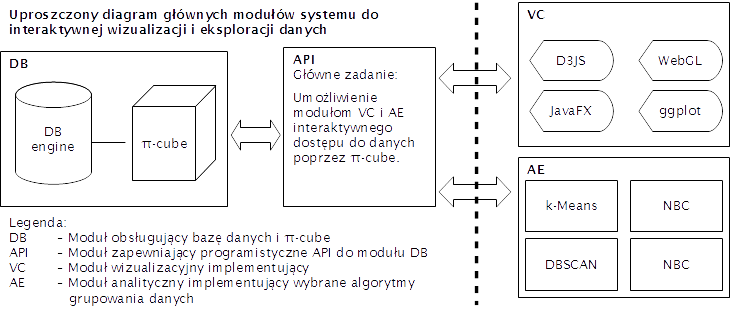 Uproszczony diagram głównych modułów systemu do
interaktywnej wizualizacji i eksploracji danych
DB
DB
engine
π-cube
API
Główne zadanie:
Umożliwienie
modułom VC i AE
interaktywnego
dostępu do danych
poprzez π-cube.
VC
D3JS
WebGL
JavaFX
ggplot
AE
k-Means
NBC
DBSCAN
NBC
Legenda:
DB - Moduł obsługujący bazę danych i π-cube
API - Moduł zapewniający programistyczne API do modułu DB
VC - Moduł wizualizacyjny implementujący
AE - Moduł analityczny implementujący wybrane algorytmy
grupowania danych